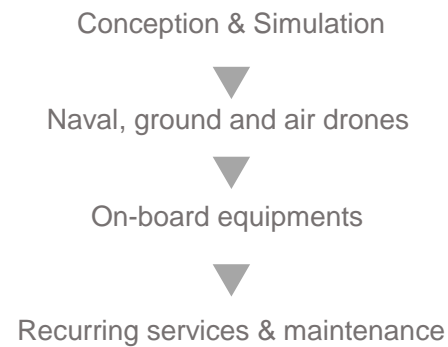 Conception & Simulation
Naval, ground and air drones
On-board equipments
Recurring services & maintenance